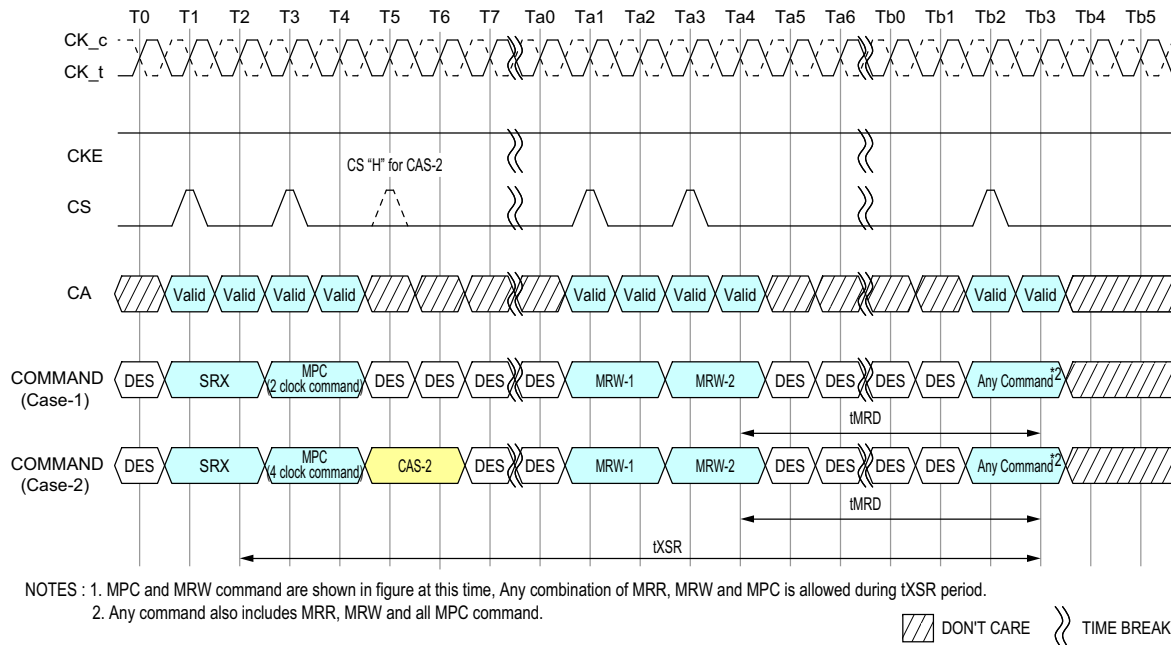 T0 T1 T2 T3 T4 T5 T6 T7 Ta0 Ta1 Ta2 Ta3 Ta4 Ta5 Ta6 Tb0 Tb1 Tb2 Tb3 Tb4 Tb5
CK_c
CK_t
CKE
CS "H" for CAS-2
CS
CA
Valid Valid Valid Valid Valid Valid Valid Valid Valid Valid
COMMAND
(Case-1)
DES SRX MPC
(2 clock command)
DES DES DES DES MRW-1 MRW-2 DES DES DES DES Any Command*2
tMRD
COMMAND
(Case-2)
DES SRX MPC
(4 clock command)
CAS-2 DES DES MRW-1 MRW-2 DES DES DES DES Any Command*2
tMRD
tXSR
NOTES : 1. MPC and MRW command are shown in figure at this time, Any combination of MRR, MRW and MPC is allowed during tXSR period.
2. Any command also includes MRR, MRW and all MPC command.
DON'T CARE TIME BREAK